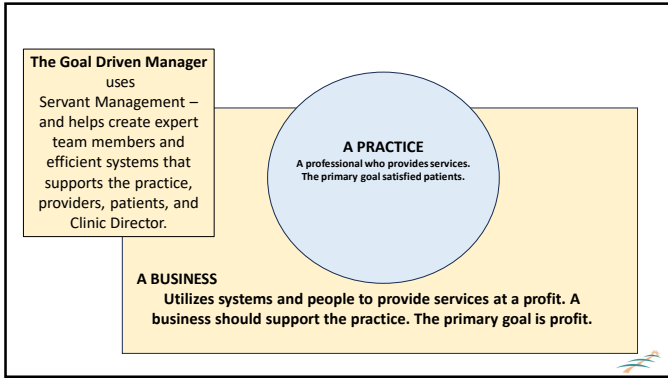 The Goal Driven Manager
uses
Servant Management –
and helps create expert
team members and
efficient systems that
supports the practice,
providers, patients, and
Clinic Director.
A PRACTICE
A professional who provides services.
The primary goal satisfied patients.
A BUSINESS
Utilizes systems and people to provide services at a profit. A
business should support the practice. The primary goal is profit.